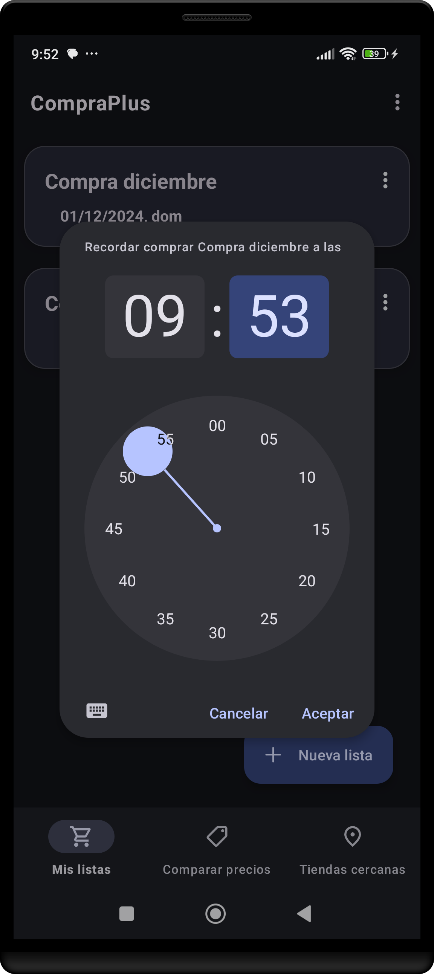 9:52
39
CompraPlus
Compra diciembre
01/12/2024. dom
Recordar comprar Compra diciembre a las
09 : 53
00
05
10
15
20
25
30
35
40
45
50
55
Cancelar Aceptar
Nueva lista
Mis listas Comparar precios Tiendas cercanas